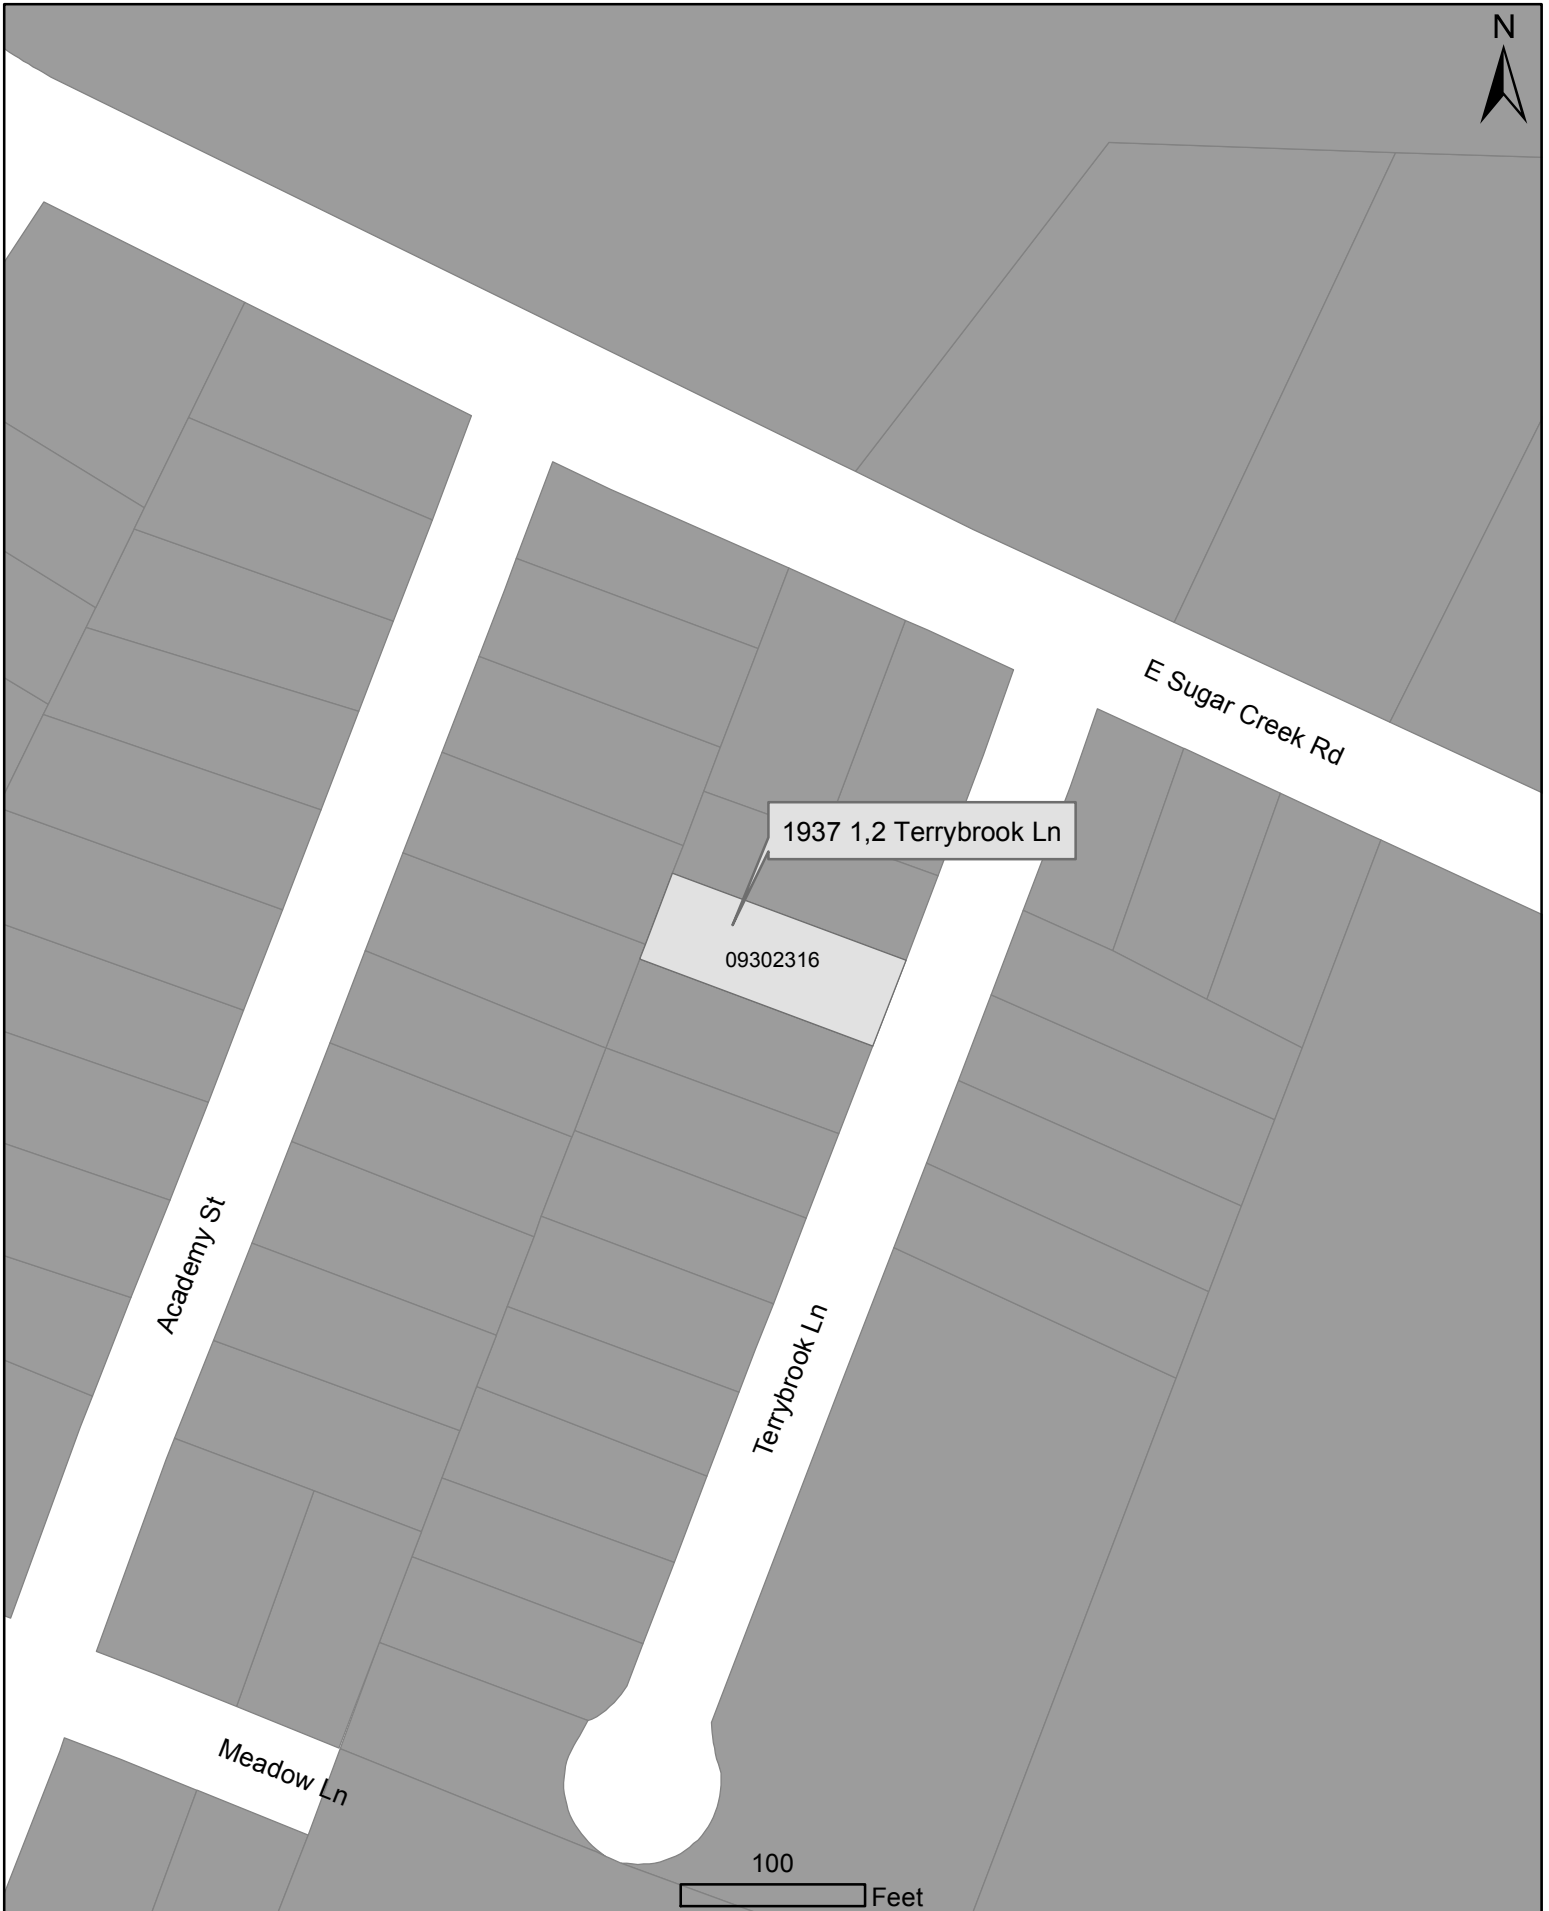 N
E Sugar Creek Rd
1937 1,2 Terrybrook Ln
09302316
Academy St
Terrybrook Ln
Meadow Ln
100
Feet